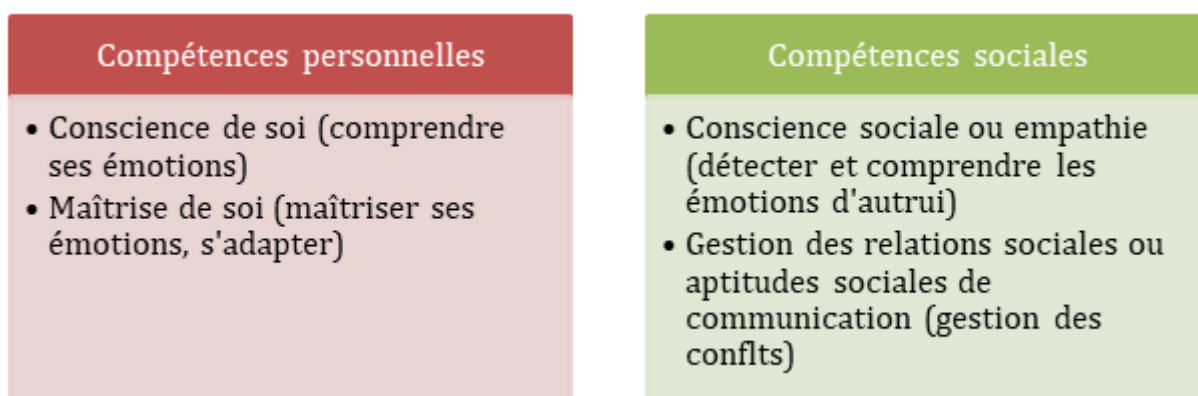 Compétences personnelles
• Conscience de soi (comprendre
ses émotions)
• Maîtrise de soi (maîtriser ses
émotions, s'adapter)
Compétences sociales
• Conscience sociale ou empathie
(détecter et comprendre les
émotions d'autrui)
• Gestion des relations sociales ou
aptitudes sociales de
communication (gestion des
conflts)